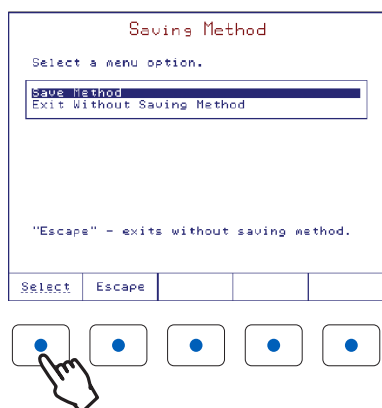 Saving Method
Select a menu option.
Save Method
Exit Without Saving Method
"Escape" - exits without saving method.
Select Escape